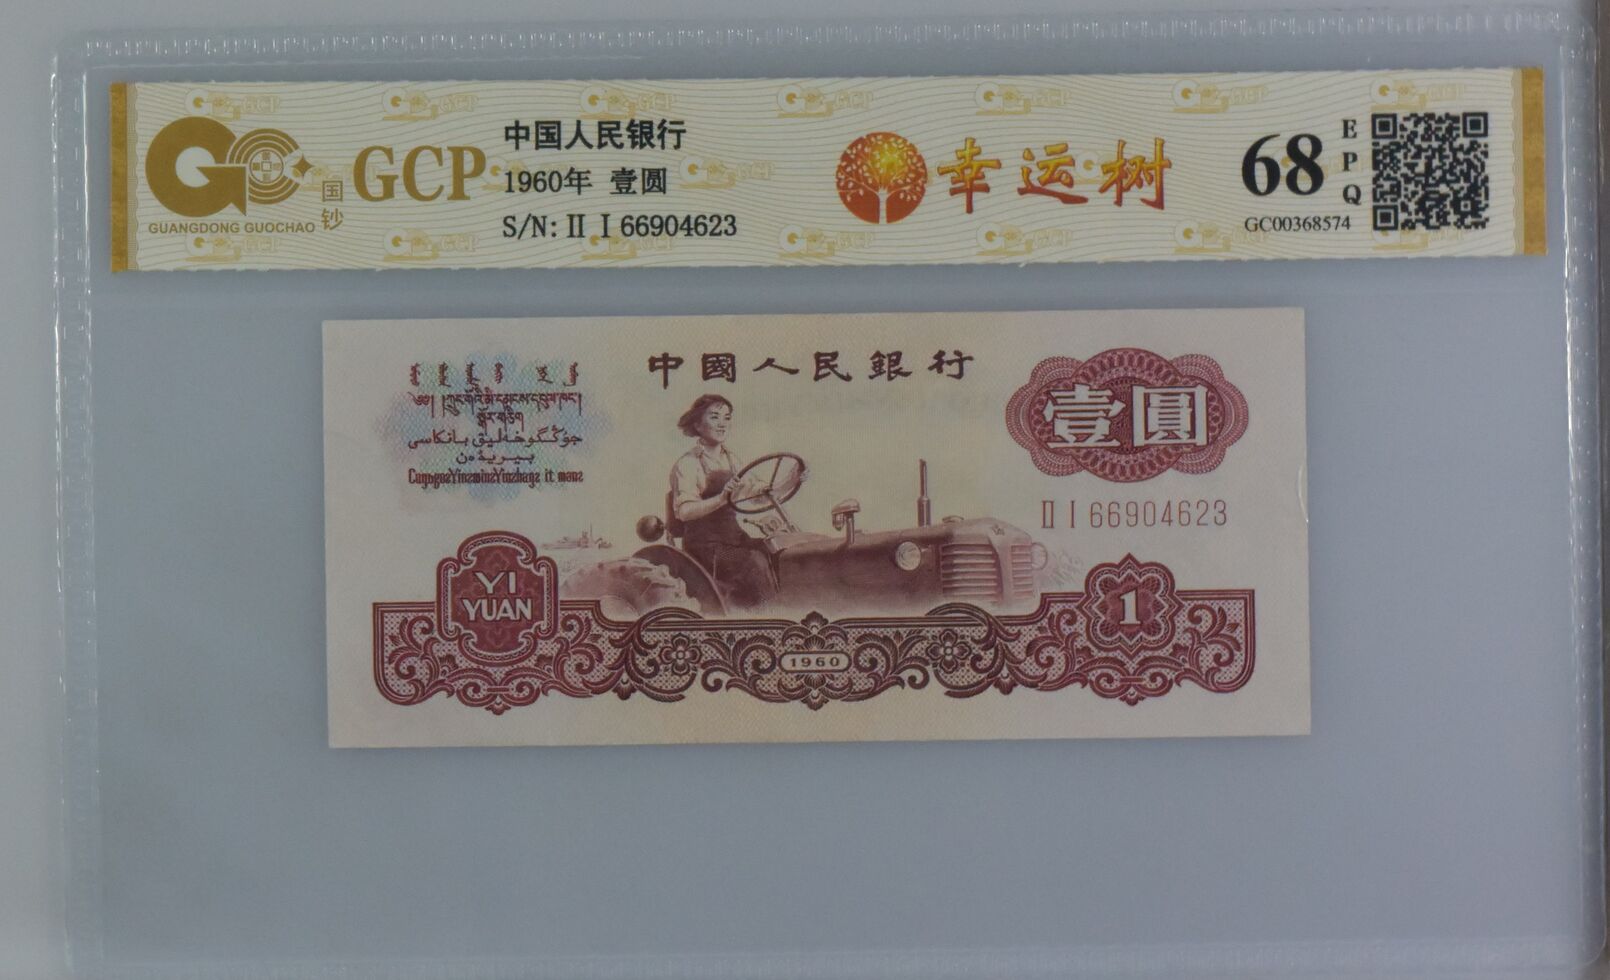 GCP
国钞
GUANGDONG GUOCHAO
中国人民银行
1960年 壹圆
S/N: Ⅱ Ⅰ 66904623
幸运树
68
EPQ
GC00368574
中國人民銀行
壹圓
Ⅱ Ⅰ 66904623
YI
YUAN
1
1960